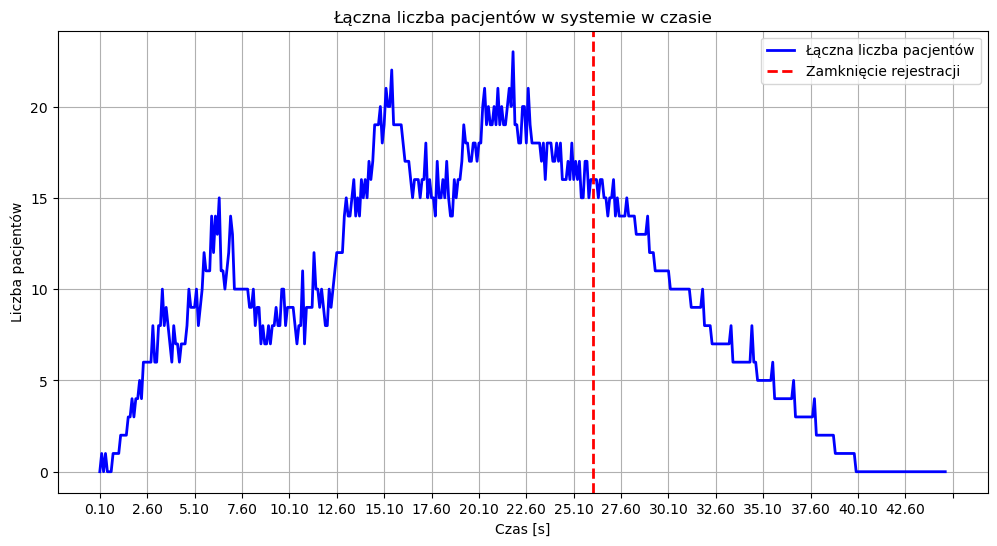 Łączna liczba pacjentów w systemie w czasie
Łączna liczba pacjentów
Zamknięcie rejestracji
Liczba pacjentów
20
15
10
5
0
0.10 2.60 5.10 7.60 10.10 12.60 15.10 17.60 20.10 22.60 25.10 27.60 30.10 32.60 35.10 37.60 40.10 42.60
Czas [s]